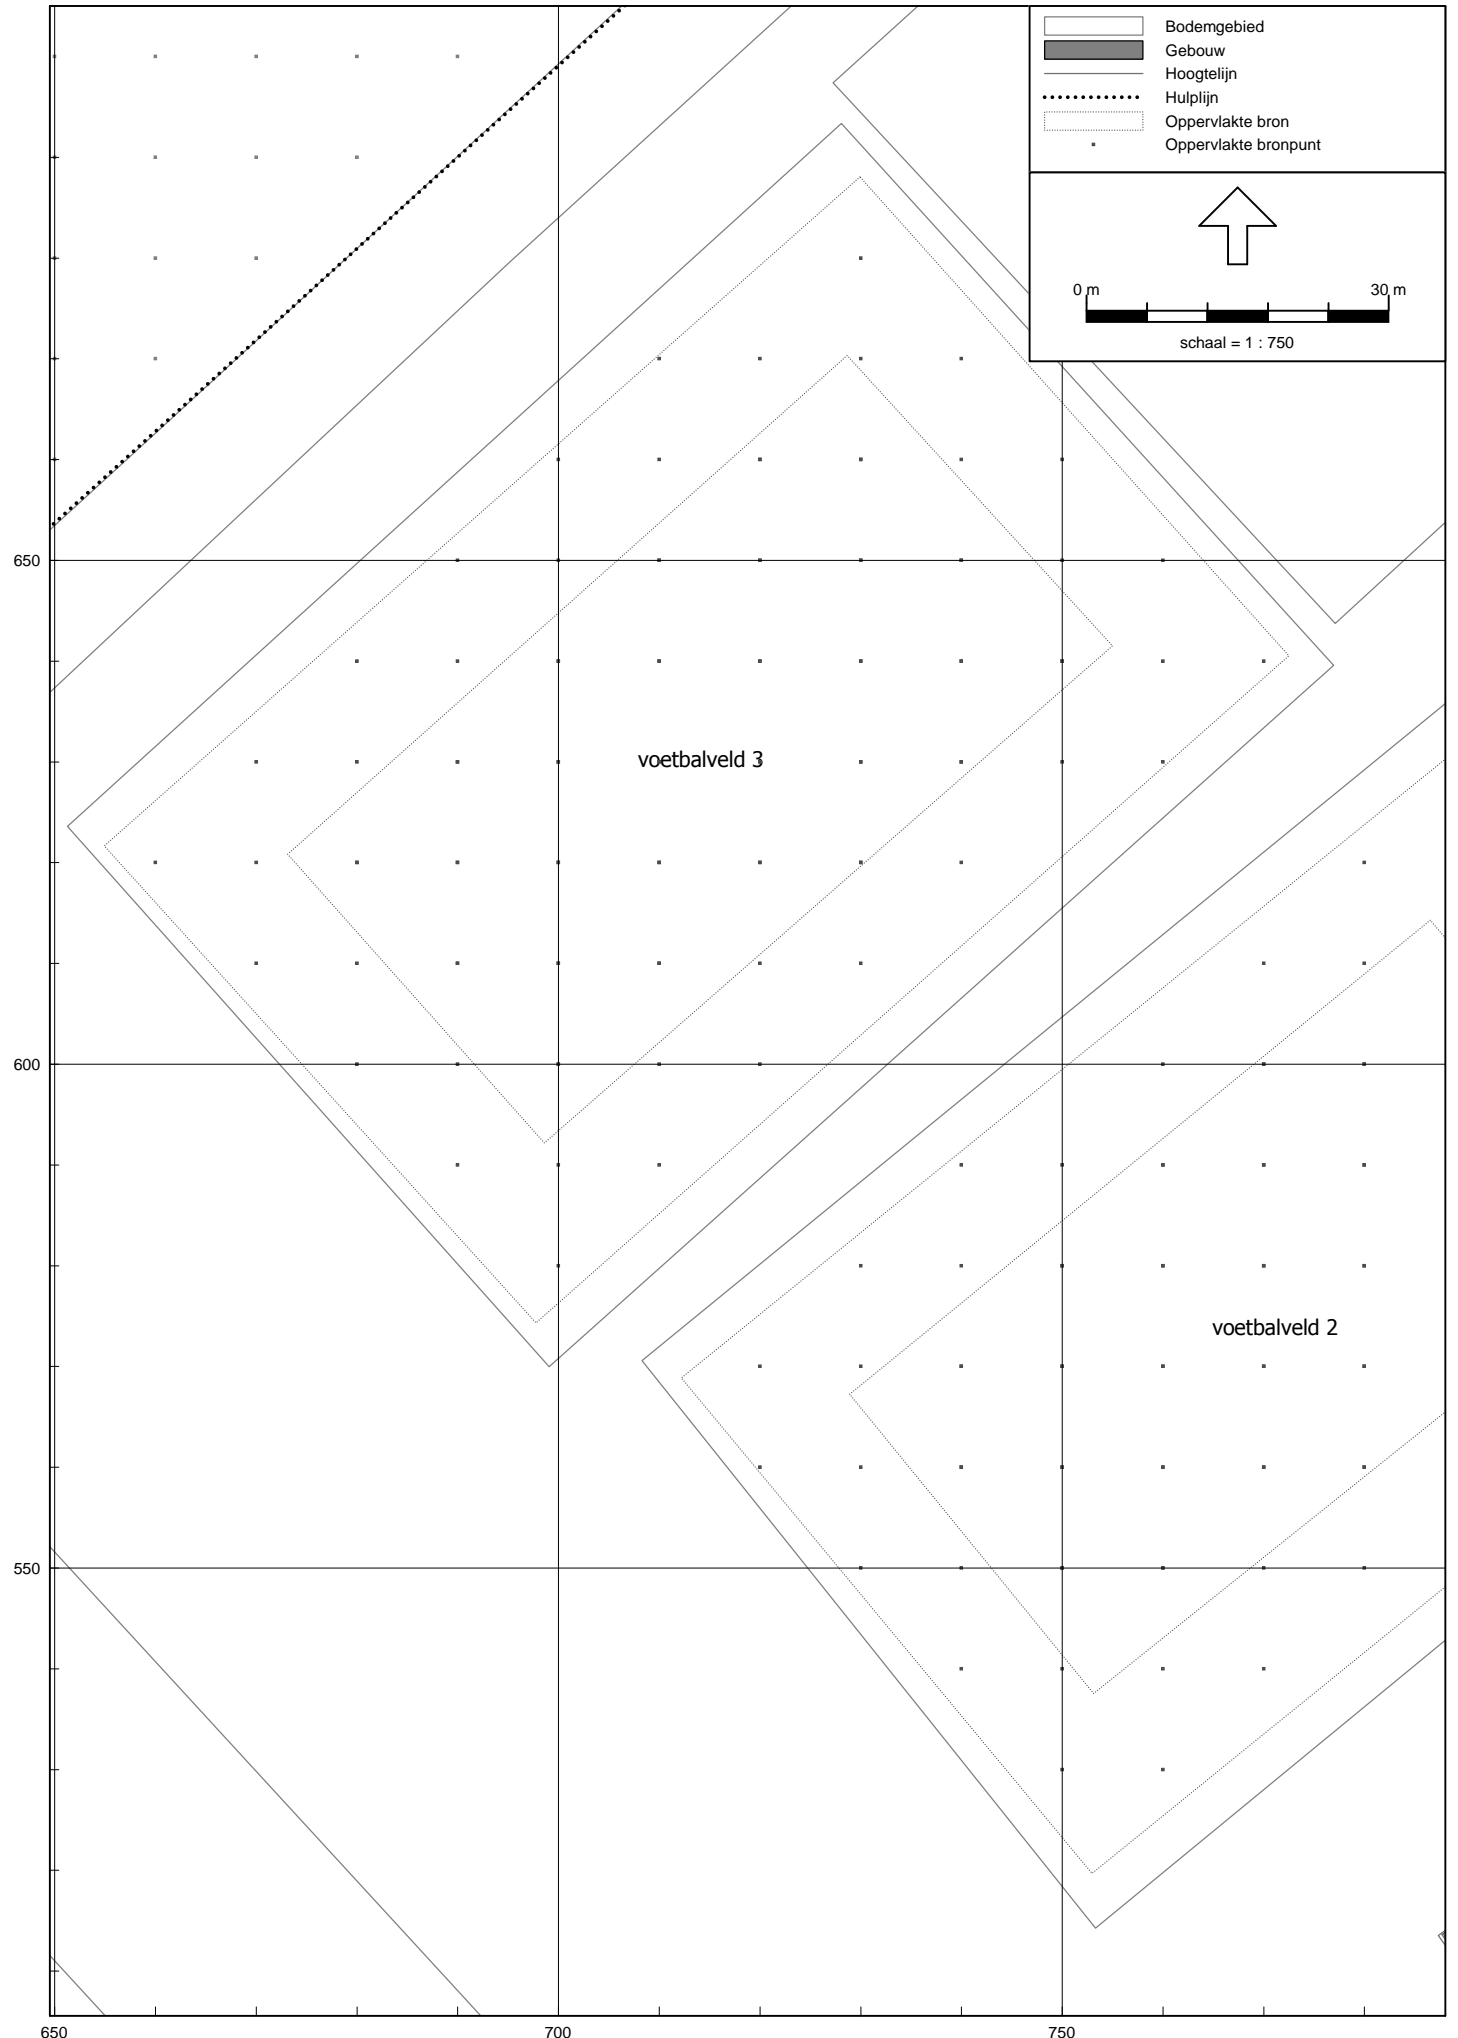 Bodemgebied
Gebouw
Hoogtelijn
Hulplijn
Oppervlakte bron
Oppervlakte bronpunt
0 m 30 m
schaal = 1 : 750
650
voetbalveld 3
600
voetbalveld 2
550
650 700 750